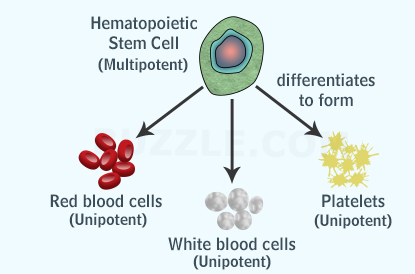 Hematopoietic
Stem Cell
(Multipotent)
differentiates
to form
Red blood cells
(Unipotent)
White blood cells
(Unipotent)
Platelets
(Unipotent)